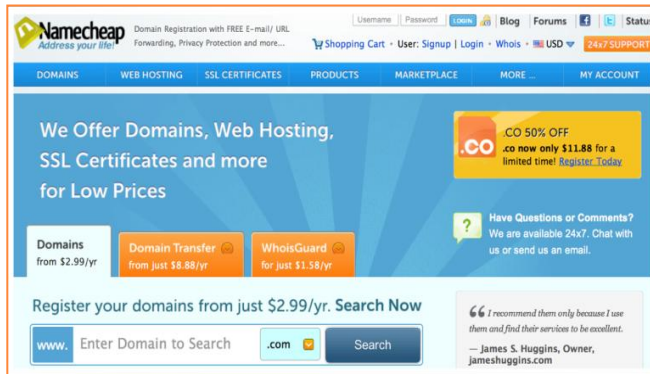 Namecheap
Address your life!
Domain Registration with FREE E-mail/ URL
Forwarding, Privacy Protection and more...
Username Password LOGIN Blog Forums Status
Shopping Cart • User: Signup | Login • Whois • USD 24x7 SUPPORT
DOMAINS WEB HOSTING SSL CERTIFICATES PRODUCTS MARKETPLACE MORE ... MY ACCOUNT
We Offer Domains, Web Hosting,
SSL Certificates and more
for Low Prices
.CO
.CO 50% OFF
.co now only $11.88 for a
limited time! Register Today
?
Have Questions or Comments?
We are available 24x7. Chat with
us or send us an email.
Domains
from $2.99/yr
Domain Transfer
from just $8.88/yr
WhoisGuard
for just $1.58/yr
Register your domains from just $2.99/yr. Search Now
www. Enter Domain to Search .com Search
“ I recommend them only because I use
them and find their services to be excellent.
— James S. Huggins, Owner,
jameshuggins.com